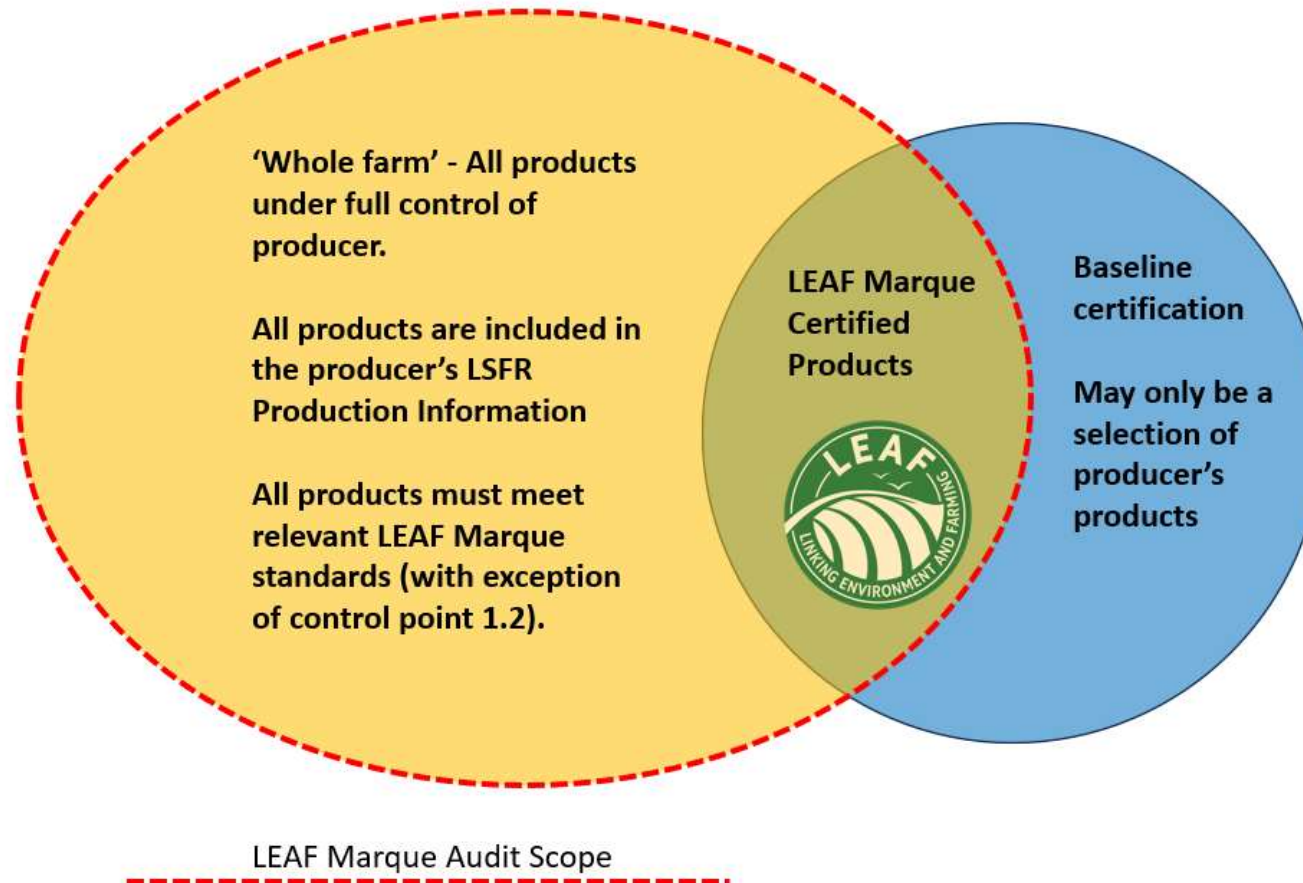 ‘Whole farm’ - All products
under full control of
producer.
All products are included in
the producer’s LSFR
Production Information
All products must meet
relevant LEAF Marque
standards (with exception
of control point 1.2).
LEAF Marque
Certified
Products
LEAF
LINKING ENVIRONMENT AND FARMING
Baseline
certification
May only be a
selection of
producer’s
products
LEAF Marque Audit Scope